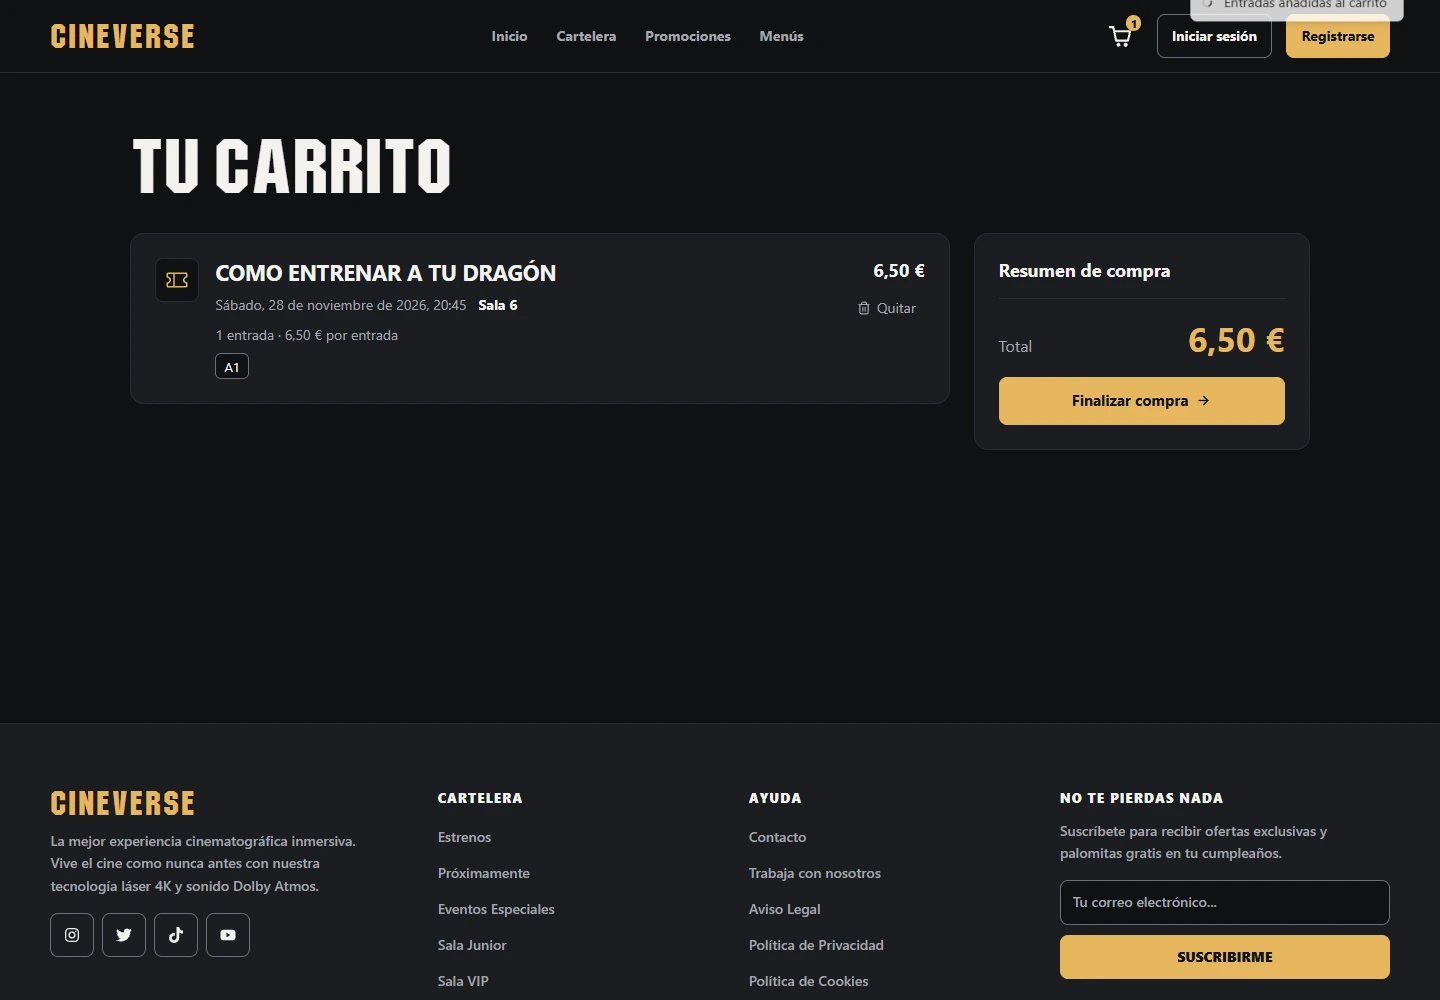 Entradas añadidas al carrito
CINEVERSE
Inicio
Cartelera
Promociones
Menús
1
Iniciar sesión
Registrarse
TU CARRITO
COMO ENTRENAR A TU DRAGÓN
6,50 €
Sábado, 28 de noviembre de 2026, 20:45 Sala 6
Quitar
1 entrada · 6,50 € por entrada
A1
Resumen de compra
Total 6,50 €
Finalizar compra →
CINEVERSE
La mejor experiencia cinematográfica inmersiva.
Vive el cine como nunca antes con nuestra
tecnología láser 4K y sonido Dolby Atmos.
CARTELERA
Estrenos
Próximamente
Eventos Especiales
Sala Junior
Sala VIP
AYUDA
Contacto
Trabaja con nosotros
Aviso Legal
Política de Privacidad
Política de Cookies
NO TE PIERDAS NADA
Suscríbete para recibir ofertas exclusivas y
palomitas gratis en tu cumpleaños.
Tu correo electrónico...
SUSCRIBIRME